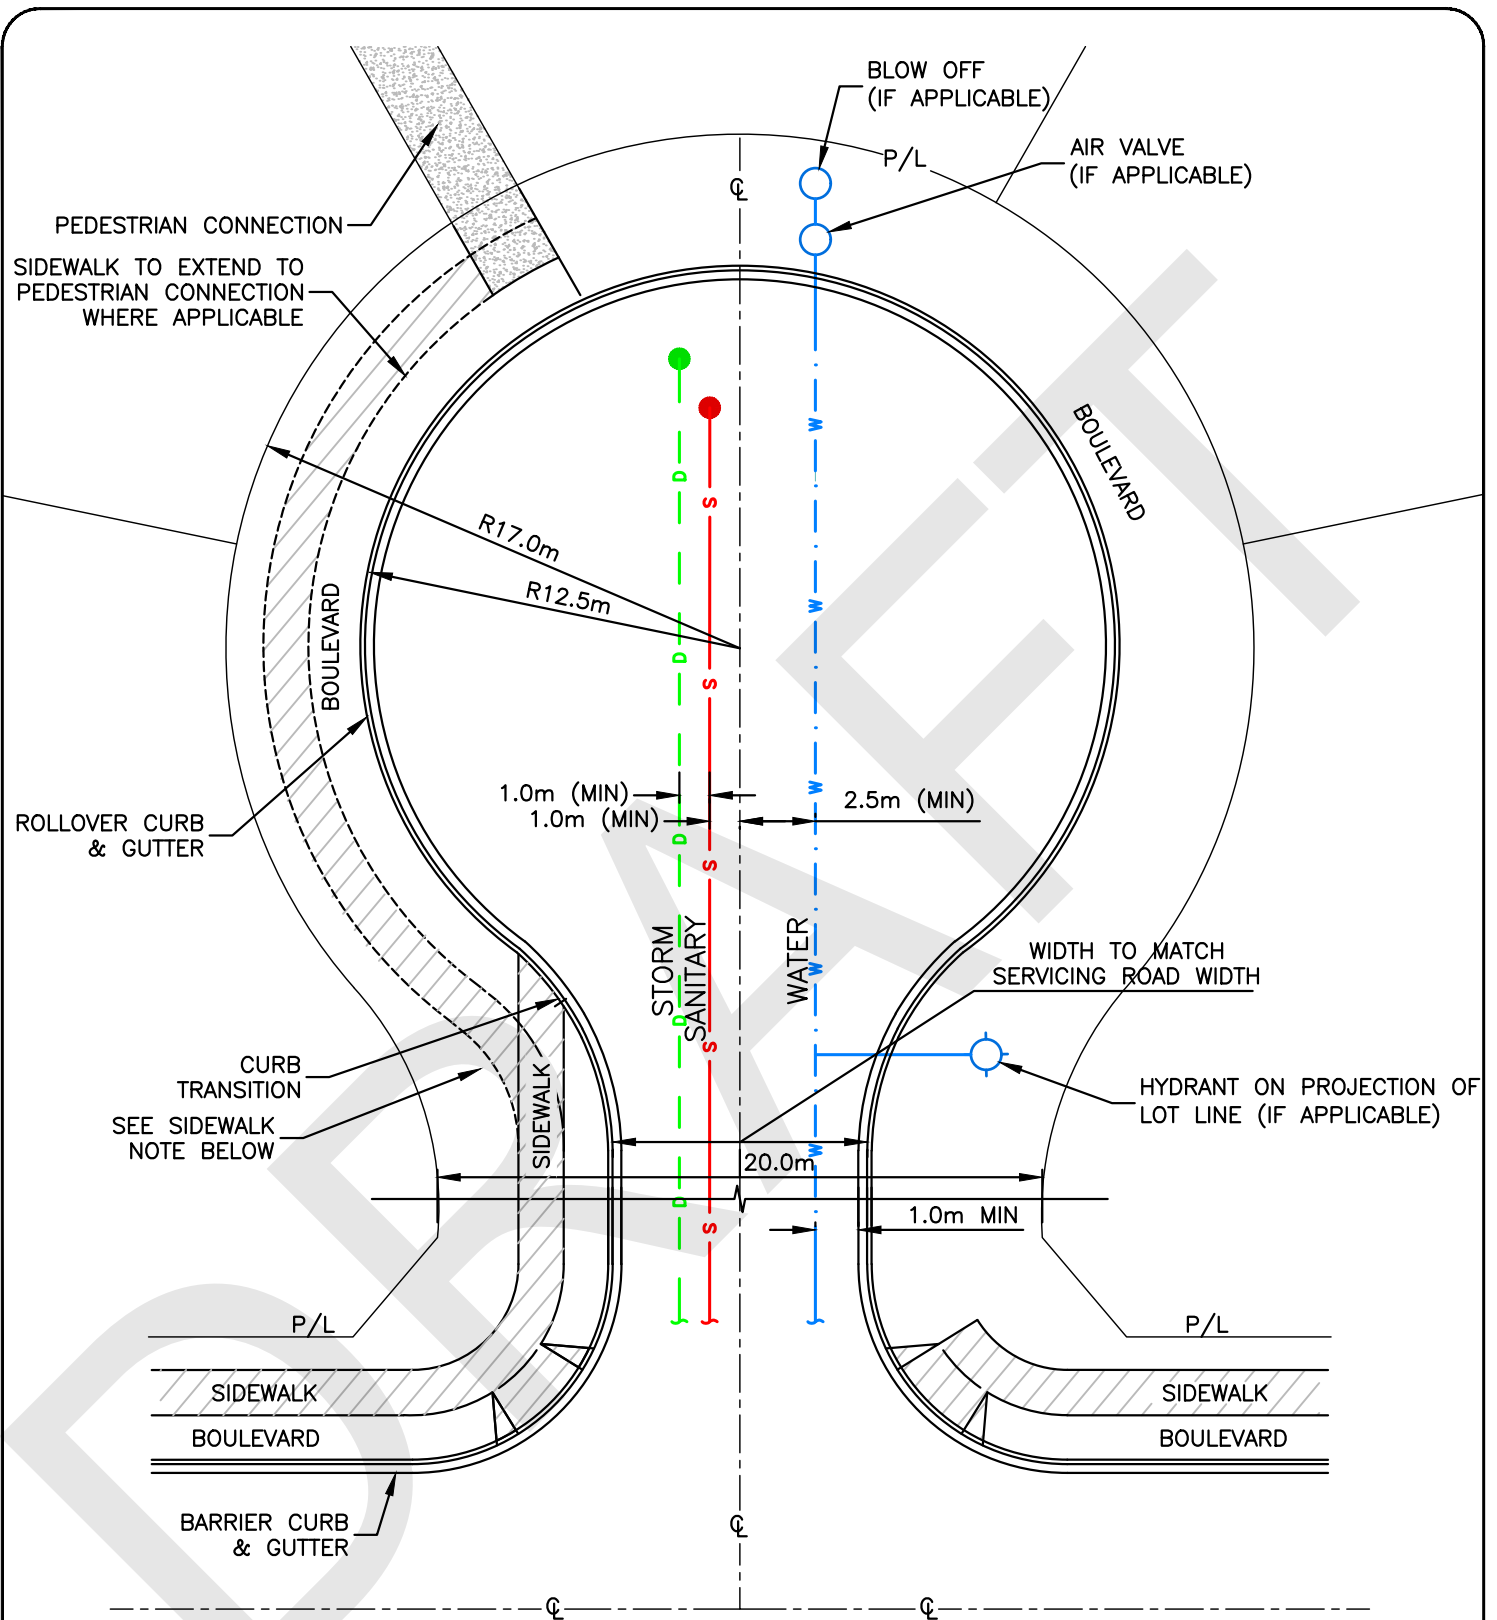 BLOW OFF
(IF APPLICABLE)
P/L
AIR VALVE
(IF APPLICABLE)
℄
PEDESTRIAN CONNECTION
SIDEWALK TO EXTEND TO
PEDESTRIAN CONNECTION
WHERE APPLICABLE
BOULEVARD
W
D
S
R17.0m
R12.5m
BOULEVARD
W
D
S
W
1.0m (MIN)
1.0m (MIN)
2.5m (MIN)
ROLLOVER CURB
& GUTTER
D
S
STORM
SANITARY
WATER
W
WIDTH TO MATCH
SERVICING ROAD WIDTH
D
S
CURB
TRANSITION
SEE SIDEWALK
NOTE BELOW
SIDEWALK
HYDRANT ON PROJECTION OF
LOT LINE (IF APPLICABLE)
W
20.0m
D
S
1.0m MIN
P/L
P/L
SIDEWALK
SIDEWALK
BOULEVARD
BOULEVARD
BARRIER CURB
& GUTTER
℄
℄
℄
DRAFT